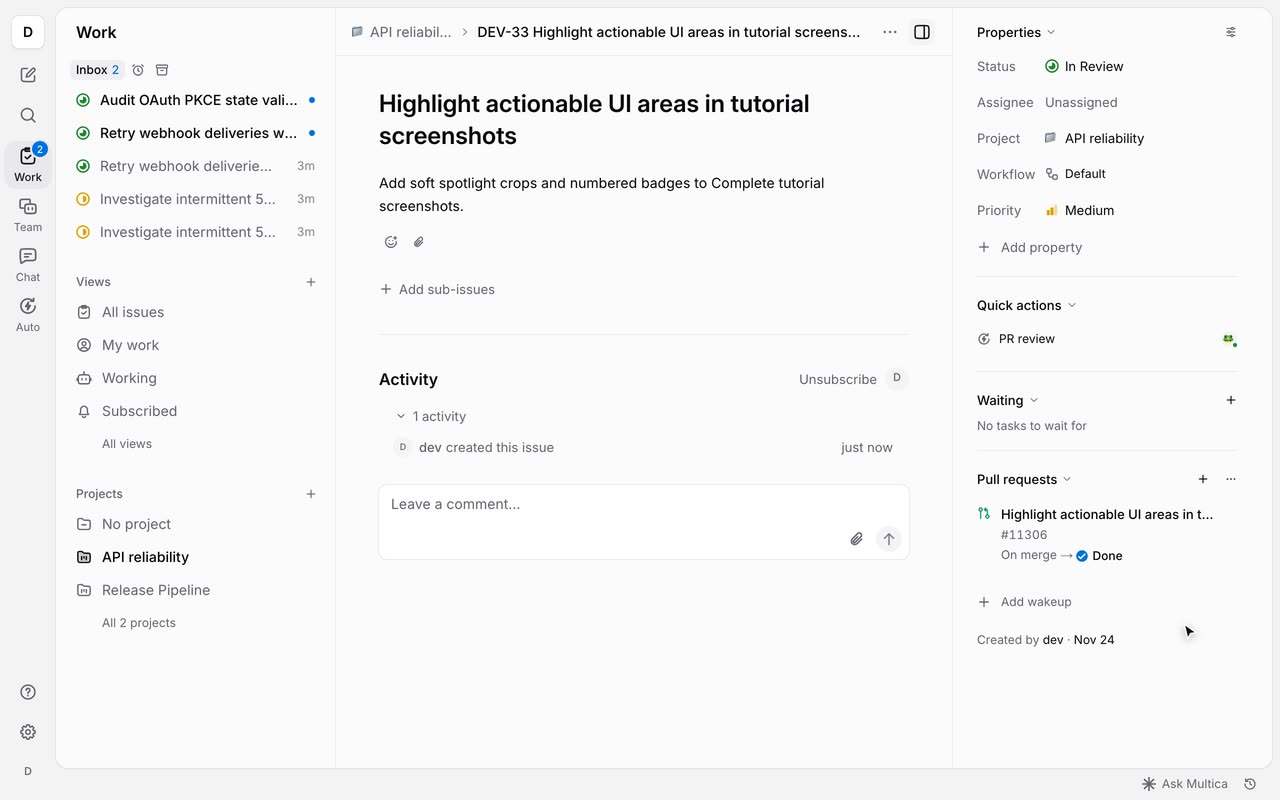 D
2
Work
Team
Chat
Auto
D
Work
Inbox 2
Audit OAuth PKCE state vali...
Retry webhook deliveries w...
Retry webhook deliverie... 3m
Investigate intermittent 5... 3m
Investigate intermittent 5... 3m
Views
All issues
My work
Working
Subscribed
All views
Projects
No project
API reliability
Release Pipeline
All 2 projects
API reliabil... > DEV-33 Highlight actionable UI areas in tutorial screens...
Highlight actionable UI areas in tutorial
screenshots
Add soft spotlight crops and numbered badges to Complete tutorial
screenshots.
Add sub-issues
Activity Unsubscribe D
1 activity
D dev created this issue just now
Leave a comment...
Properties
Status In Review
Assignee Unassigned
Project API reliability
Workflow Default
Priority Medium
Add property
Quick actions
PR review
Waiting
No tasks to wait for
Pull requests
Highlight actionable UI areas in t...
#11306
On merge → Done
Add wakeup
Created by dev · Nov 24
Ask Multica